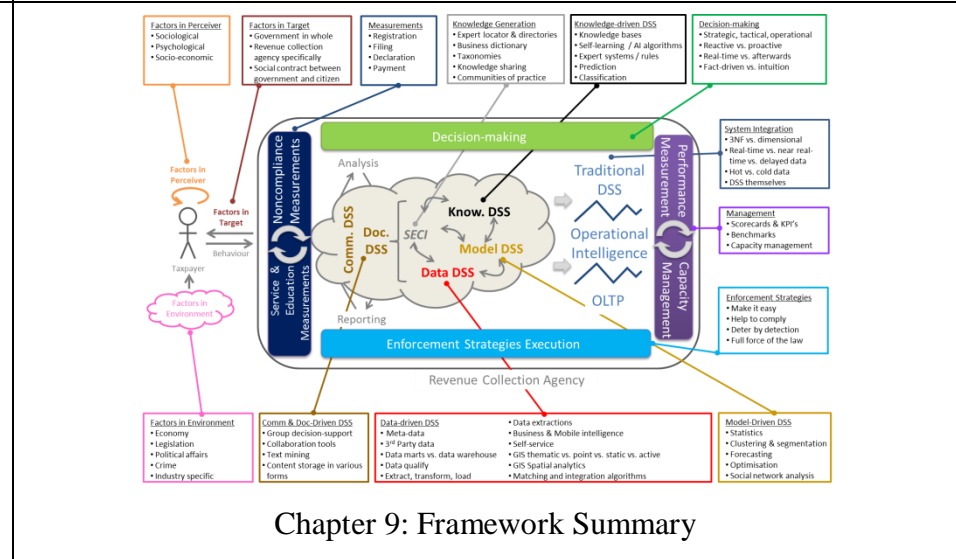 Factors in Perceiver
• Sociological
• Psychological
• Socio-economic
Factors in Target
• Government in whole
• Revenue collection
agency specifically
• Social contract between
government and citizen
Measurements
• Registration
• Filing
• Declaration
• Payment
Knowledge Generation
• Expert locator & directories
• Business dictionary
• Taxonomies
• Knowledge sharing
• Communities of practice
Knowledge-driven DSS
• Knowledge bases
• Self-learning / AI algorithms
• Expert systems / rules
• Prediction
• Classification
Decision-making
• Strategic, tactical, operational
• Reactive vs. proactive
• Real-time vs. afterwards
• Fact-driven vs. intuition
Factors in
Perceiver
Taxpayer
Factors in
Target
Behaviour
Factors in
Environment
Noncompliance
Measurements
Service &
Education
Measurements
Decision-making
Analysis
Comm. DSS
Doc.
DSS
SECI
Know. DSS
Model DSS
Data DSS
Reporting
Traditional
DSS
Operational
Intelligence
OLTP
Performance
Measurement
Capacity
Management
Enforcement Strategies Execution
Revenue Collection Agency
System Integration
• 3NF vs. dimensional
• Real-time vs. near real-
time vs. delayed data
• Hot vs. cold data
• DSS themselves
Management
• Scorecards & KPI's
• Benchmarks
• Capacity management
Enforcement Strategies
• Make it easy
• Help to comply
• Deter by detection
• Full force of the law
Factors in Environment
• Economy
• Legislation
• Political affairs
• Crime
• Industry specific
Comm & Doc-Driven DSS
• Group decision-support
• Collaboration tools
• Text mining
• Content storage in various
forms
Data-driven DSS
• Meta-data
• 3rd Party data
• Data marts vs. data warehouse
• Data qualify
• Extract, transform, load
• Data extractions
• Business & Mobile intelligence
• Self-service
• GIS thematic vs. point vs. static vs. active
• GIS Spatial analytics
• Matching and integration algorithms
Model-Driven DSS
• Statistics
• Clustering & segmentation
• Forecasting
• Optimisation
• Social network analysis
Chapter 9: Framework Summary